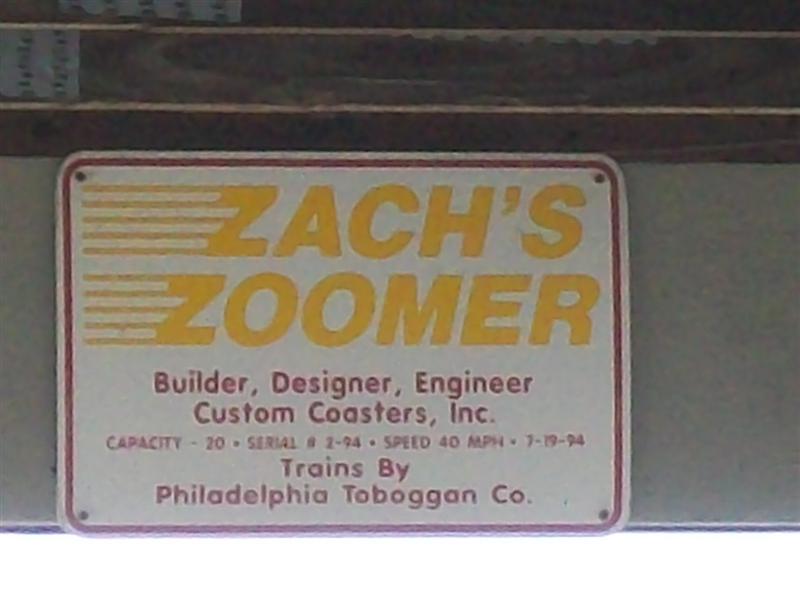 ZACH'S
ZOOMER
Builder, Designer, Engineer
Custom Coasters, Inc.
CAPACITY - 20 • SERIAL # 2-94 • SPEED 40 MPH • 7-19-94
Trains By
Philadelphia Toboggan Co.